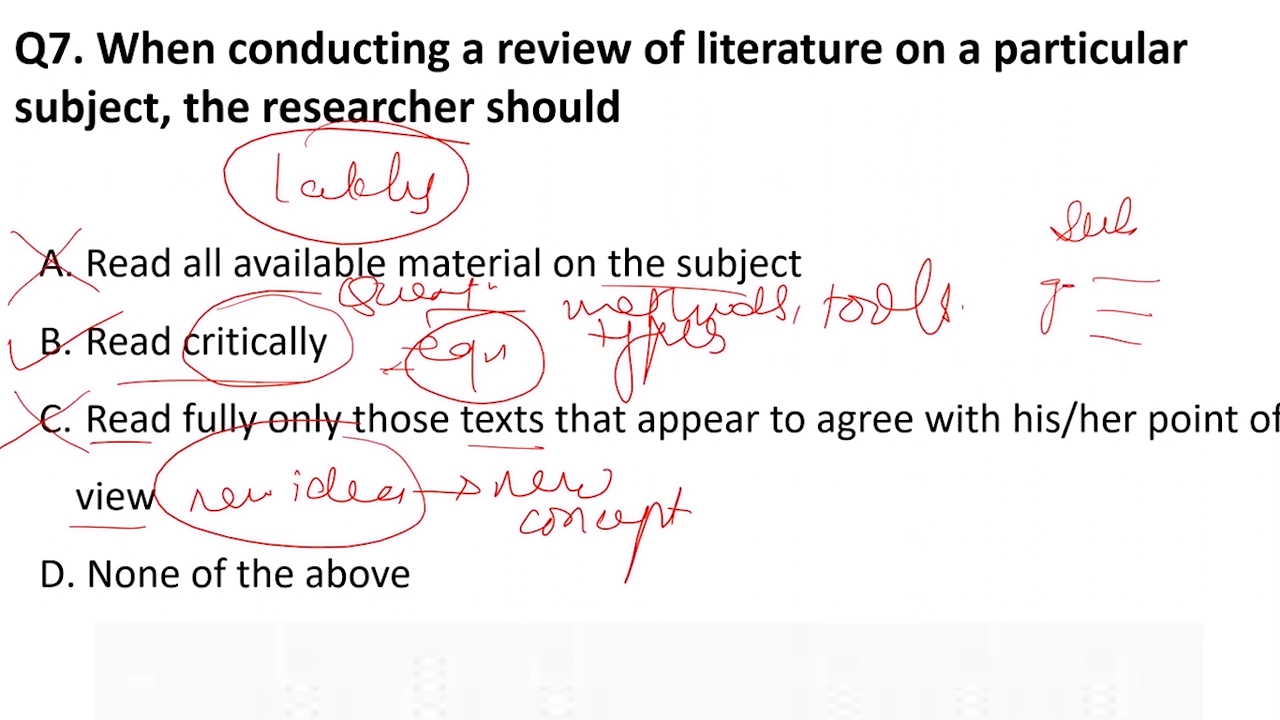 Q7. When conducting a review of literature on a particular
subject, the researcher should
A. Read all available material on the subject
methods, tools.
B. Read critically
types
C. Read fully only those texts that appear to agree with his/her point of
view
new idea → new
concept
D. None of the above